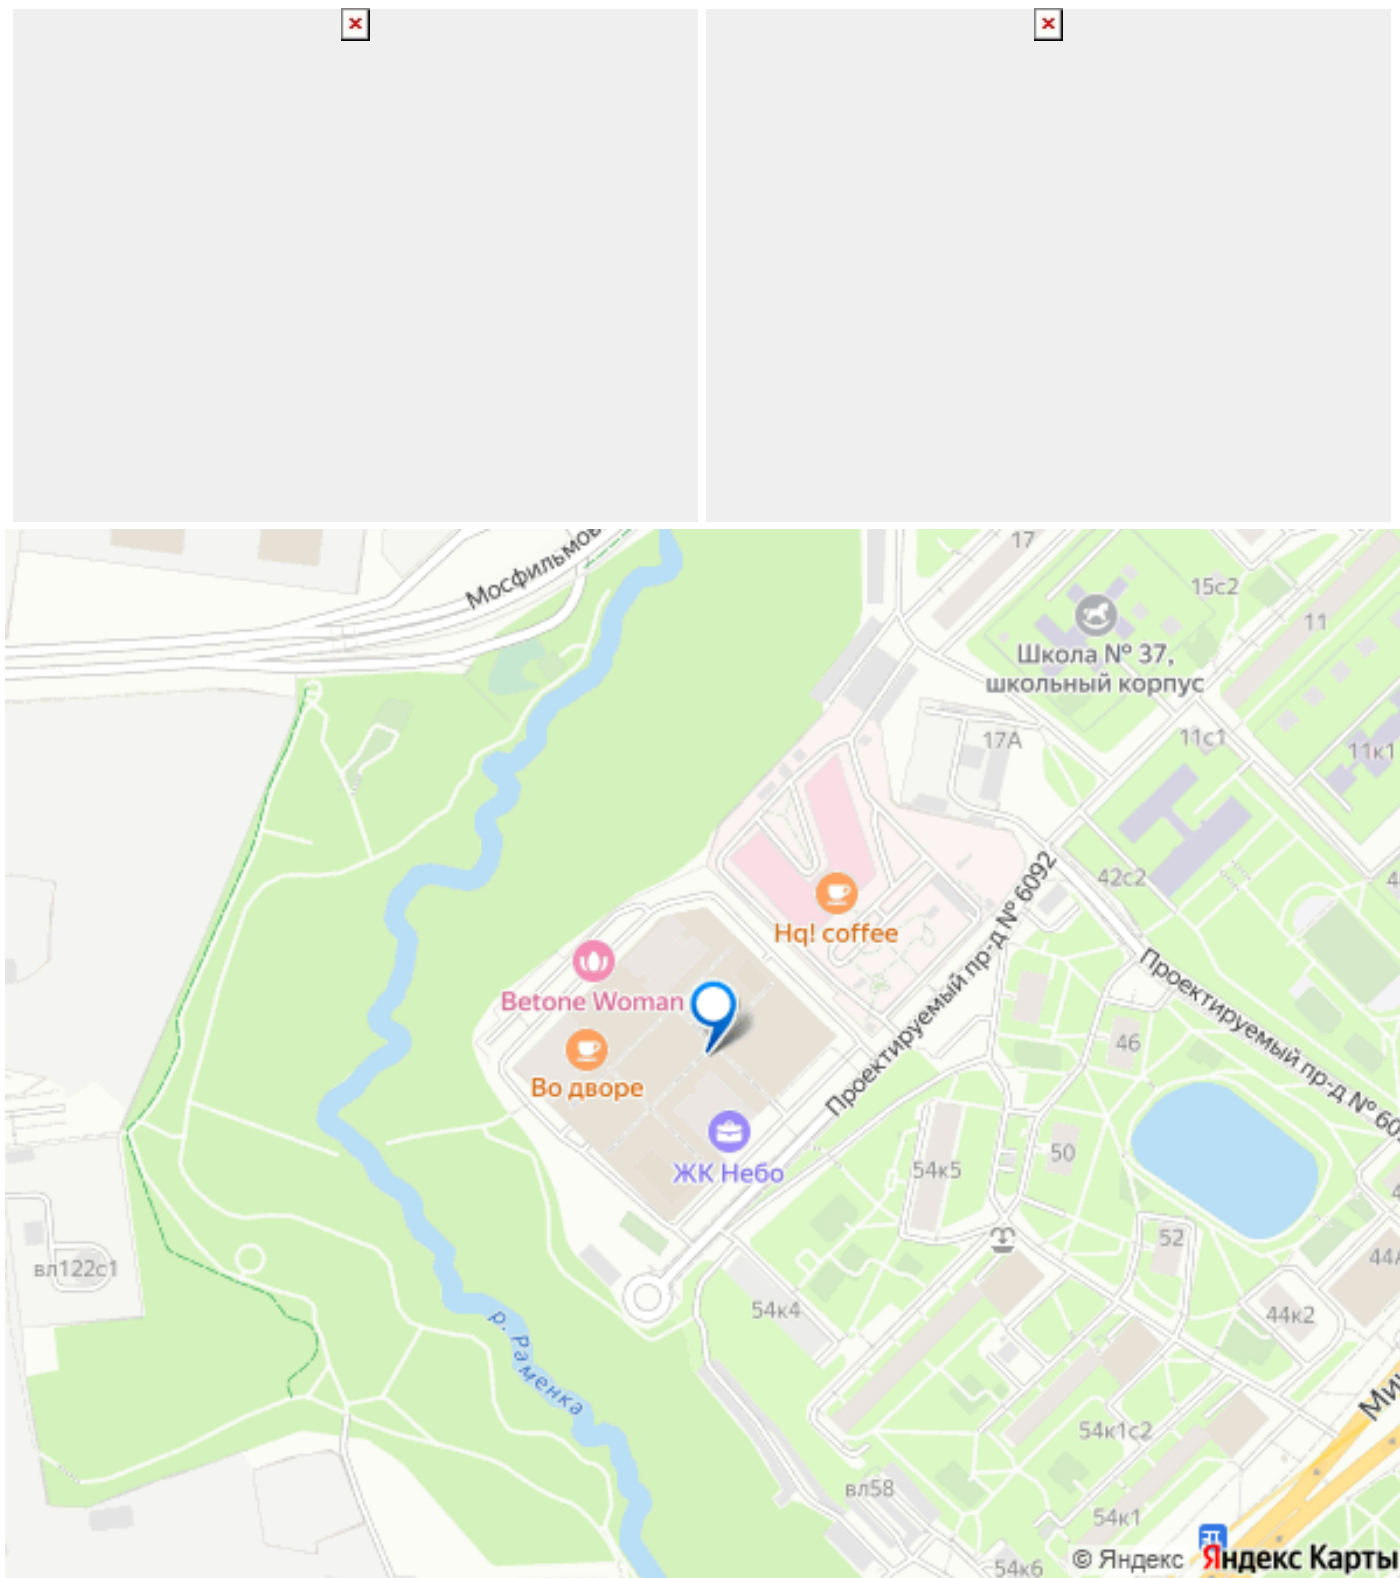 Мосфильмов
17
15с2
11
Школа № 37,
школьный корпус
17А
11с1
11к1
42с2
Hq! coffee
Проектируемый пр-д № 6092
Betone Woman
Проектируемый пр-д № 60
46
Во дворе
50
ЖК Небо
54к5
52
вл122с1
44А
54к4
44к2
р. Раменка
Мин
54к1с2
вл58
54к1
54к6
© Яндекс Яндекс Карты